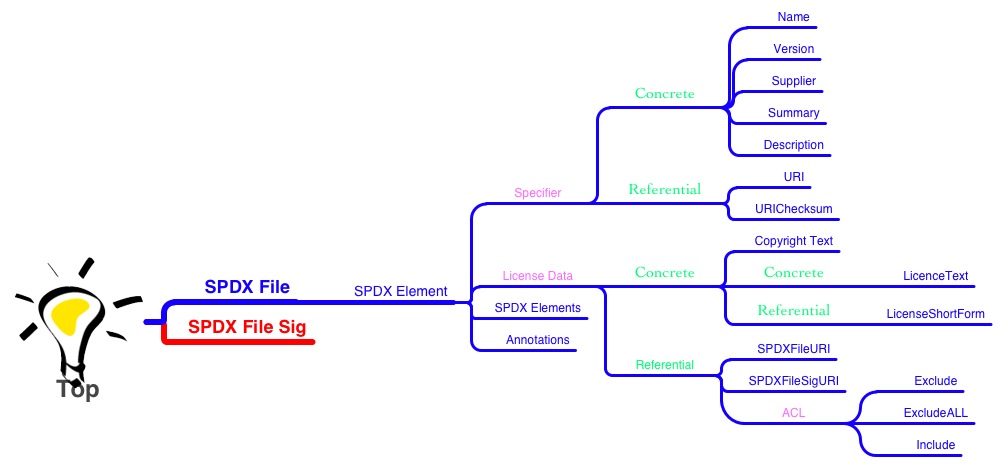 Name
Version
Supplier
Concrete
Summary
Description
Specifier
Referential
URI
URIChecksum
Copyright Text
License Data
Concrete
Concrete
LicenceText
SPDX File
SPDX Element
SPDX Elements
Referential
LicenseShortForm
SPDX File Sig
Annotations
SPDXFileURI
Referential
SPDXFileSigURI
Top
ACL
Exclude
ExcludeALL
Include